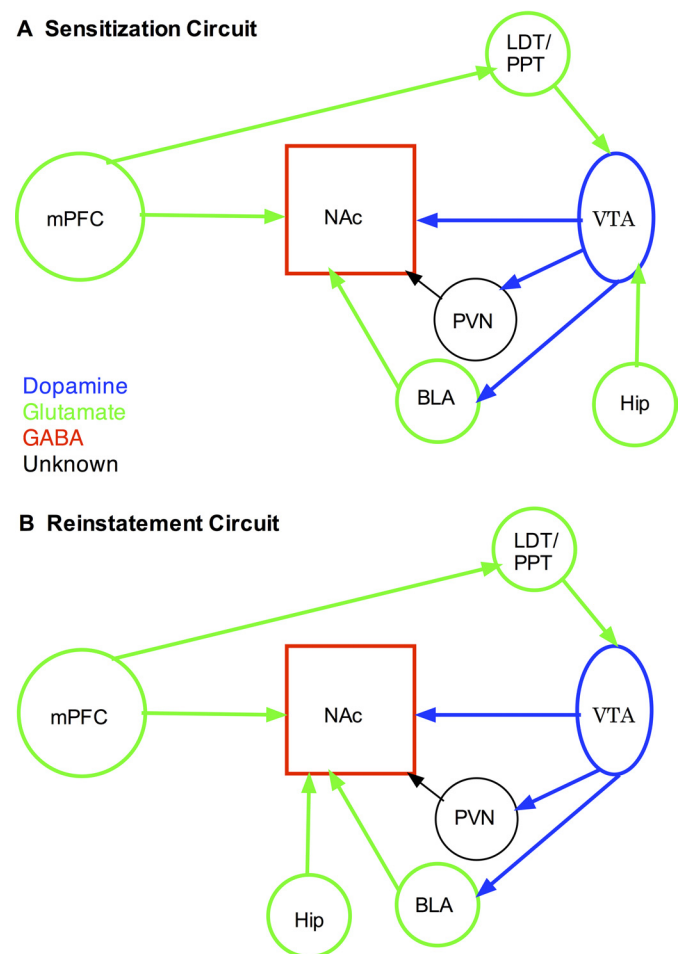 A Sensitization Circuit
LDT/
PPT
mPFC
NAc
VTA
PVN
BLA
Hip
Dopamine
Glutamate
GABA
Unknown
B Reinstatement Circuit
LDT/
PPT
mPFC
NAc
VTA
PVN
BLA
Hip